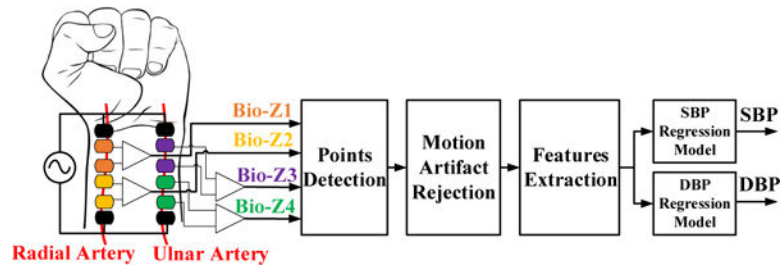 Bio-Z1
Bio-Z2
Bio-Z3
Bio-Z4
Radial Artery
Ulnar Artery
Points
Detection
Motion
Artifact
Rejection
Features
Extraction
SBP
Regression
Model
SBP
DBP
Regression
Model
DBP